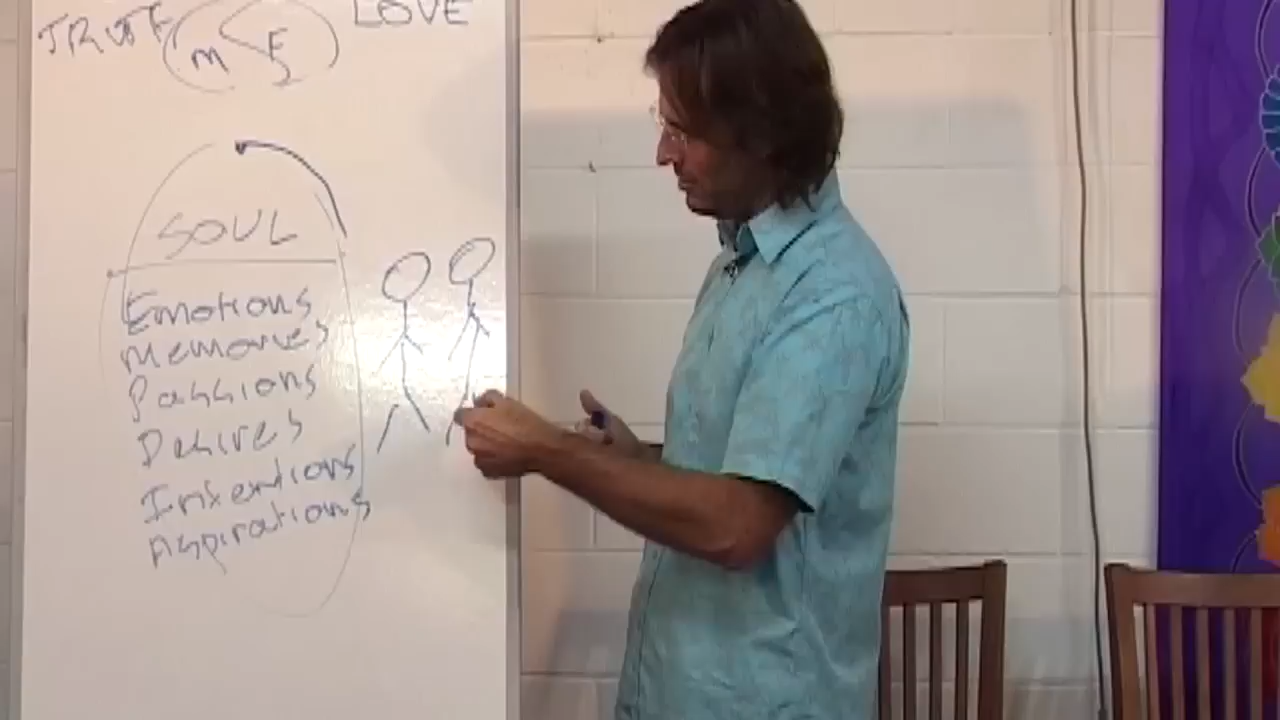 TRUTH LOVE
M F
SOUL
Emotions
Memories
Passions
Desires
Intentions
Aspirations